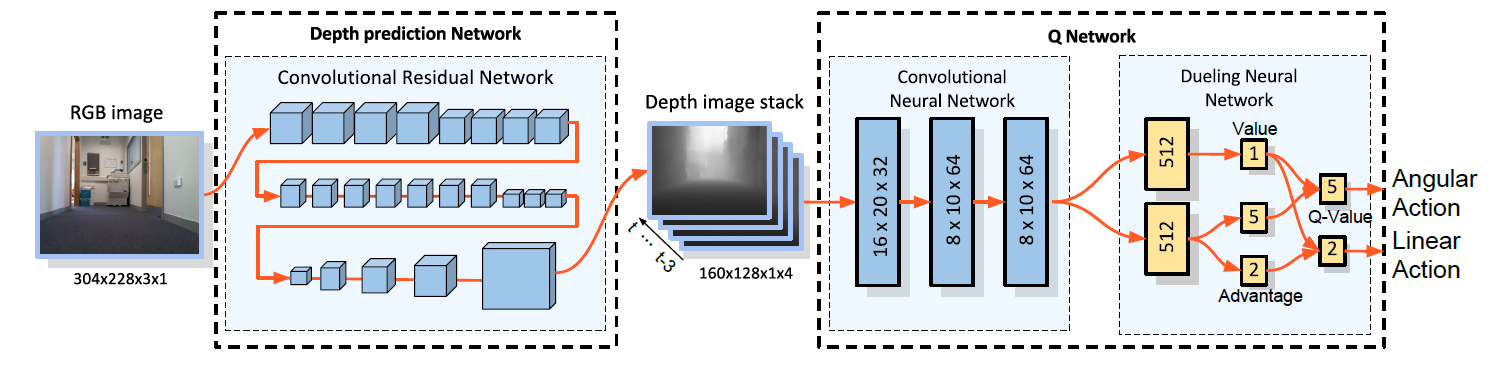 Depth prediction Network
Convolutional Residual Network
RGB image
304x228x3x1
Depth image stack
t ... t-3
160x128x1x4
Q Network
Convolutional
Neural Network
16 x 20 x 32
8 x 10 x 64
8 x 10 x 64
Dueling Neural
Network
512
512
Value
1
5
2
Advantage
5
Q-Value
2
Angular
Action
Linear
Action